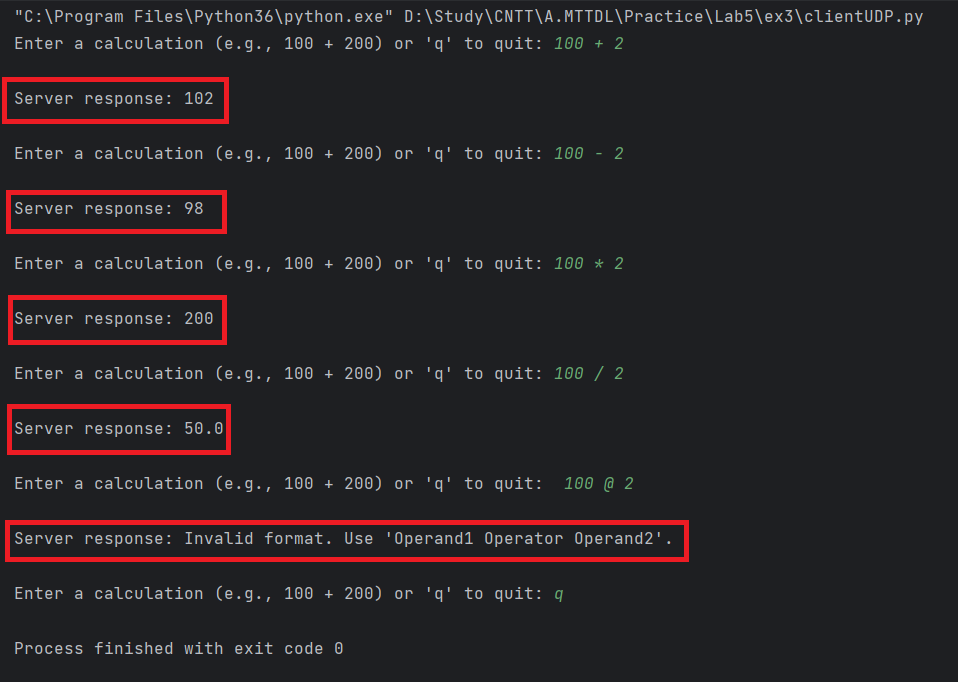 "C:\Program Files\Python36\python.exe" D:\Study\CNTT\A.MTTDL\Practice\Lab5\ex3\clientUDP.py
Enter a calculation (e.g., 100 + 200) or 'q' to quit: 100 + 2
Server response: 102
Enter a calculation (e.g., 100 + 200) or 'q' to quit: 100 - 2
Server response: 98
Enter a calculation (e.g., 100 + 200) or 'q' to quit: 100 * 2
Server response: 200
Enter a calculation (e.g., 100 + 200) or 'q' to quit: 100 / 2
Server response: 50.0
Enter a calculation (e.g., 100 + 200) or 'q' to quit:  100 @ 2
Server response: Invalid format. Use 'Operand1 Operator Operand2'.
Enter a calculation (e.g., 100 + 200) or 'q' to quit: q
Process finished with exit code 0